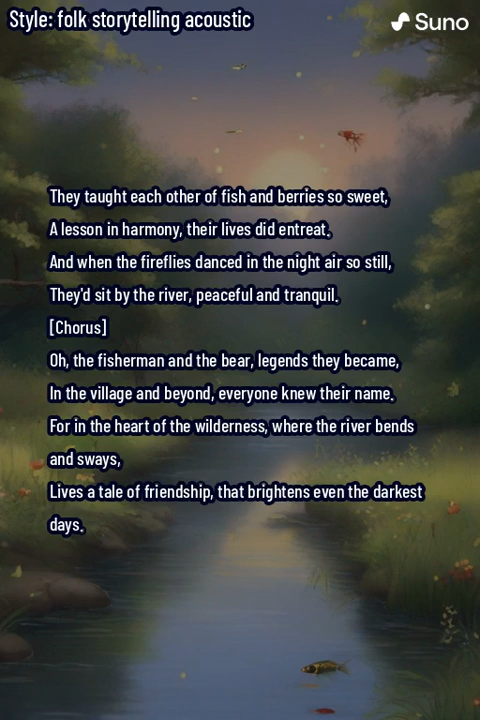 Style: folk storytelling acoustic
Suno
They taught each other of fish and berries so sweet,
A lesson in harmony, their lives did entreat.
And when the fireflies danced in the night air so still,
They'd sit by the river, peaceful and tranquil.
[Chorus]
Oh, the fisherman and the bear, legends they became,
In the village and beyond, everyone knew their name.
For in the heart of the wilderness, where the river bends
and sways,
Lives a tale of friendship, that brightens even the darkest
days.